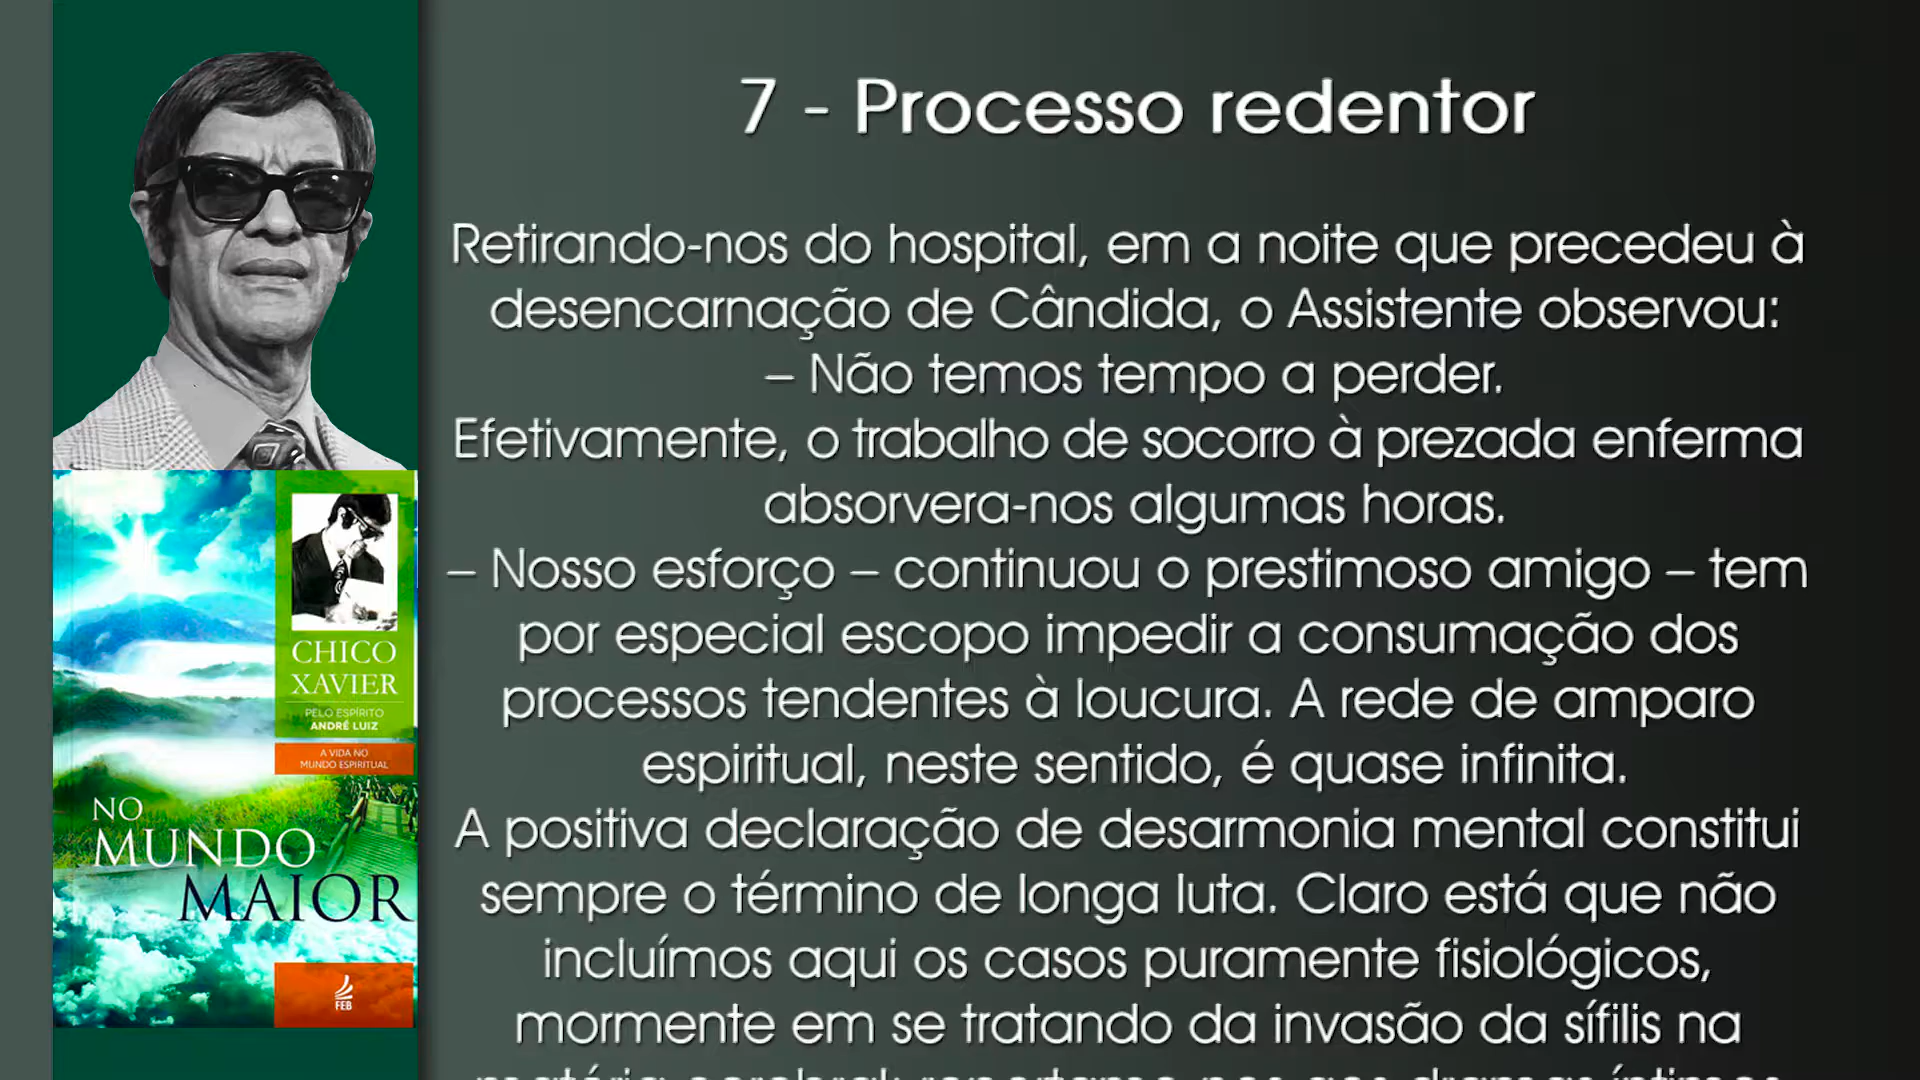 7 - Processo redentor
Retirando-nos do hospital, em a noite que precedeu à
desencarnação de Cândida, o Assistente observou:
– Não temos tempo a perder.
Efetivamente, o trabalho de socorro à prezada enferma
absorvera-nos algumas horas.
– Nosso esforço – continuou o prestimoso amigo – tem
por especial escopo impedir a consumação dos
processos tendentes à loucura. A rede de amparo
espiritual, neste sentido, é quase infinita.
A positiva declaração de desarmonia mental constitui
sempre o término de longa luta. Claro está que não
incluímos aqui os casos puramente fisiológicos,
mormente em se tratando da invasão da sífilis na
CHICO
XAVIER
PELO ESPÍRITO
ANDRÉ LUIZ
A VIDA NO
MUNDO ESPIRITUAL
NO
MUNDO
MAIOR
FEB